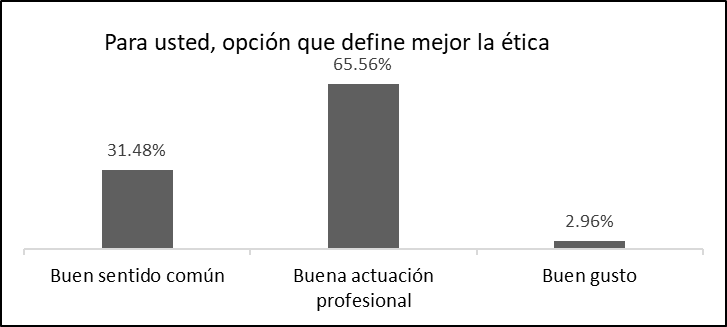 Para usted, opción que define mejor la ética
65.56%
31.48%
2.96%
Buen sentido común
Buena actuación
profesional
Buen gusto